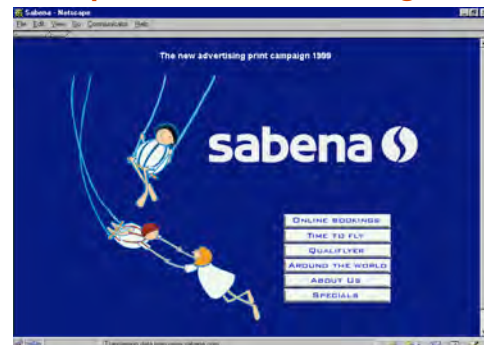 Sabena - Netscape
File Edit View Go Communicator Help
The new advertising print campaign 1999
sabena
ONLINE BOOKINGS
TIME TO FLY
QUALIFLYER
AROUND THE WORLD
ABOUT US
SPECIALS